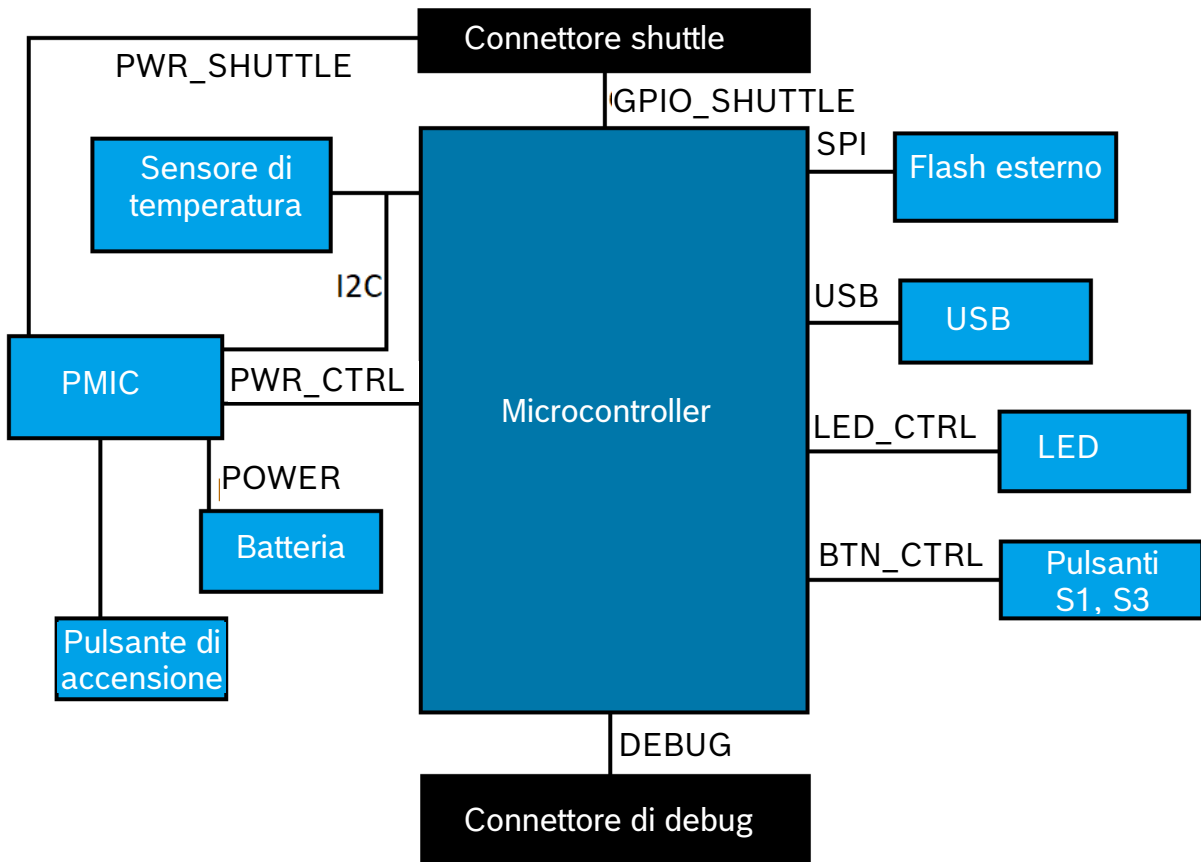 Connettore shuttle
PWR_SHUTTLE
GPIO_SHUTTLE
SPI
Sensore di
temperatura
Flash esterno
I2C
USB
USB
PMIC
PWR_CTRL
Microcontroller
LED_CTRL
LED
POWER
Batteria
BTN_CTRL
Pulsanti
S1, S3
Pulsante di
accensione
DEBUG
Connettore di debug